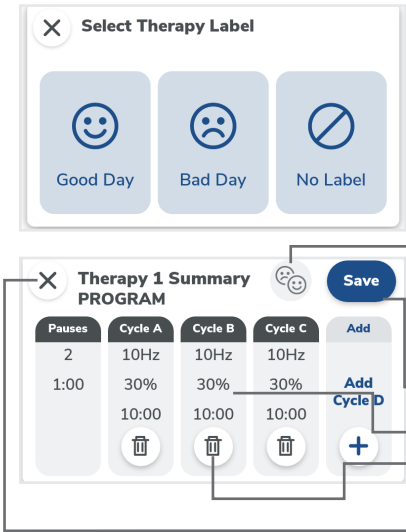 Select Therapy Label
Good Day Bad Day No Label
Therapy 1 Summary
PROGRAM
Save
Pauses Cycle A Cycle B Cycle C Add
2 10Hz 10Hz 10Hz
1:00 30% 30% 30% Add
Cycle D
10:00 10:00 10:00